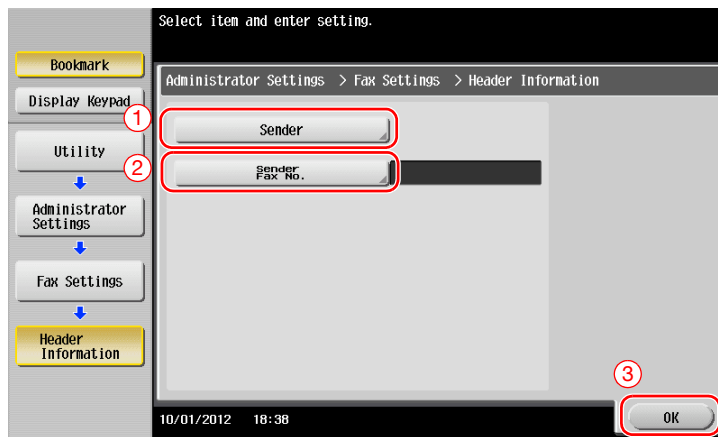 Select item and enter setting.
Bookmark
Display Keypad
Administrator Settings > Fax Settings > Header Information
1
Sender
Utility
2
Sender
Fax No.
Administrator
Settings
Fax Settings
Header
Information
3
10/01/2012 18:38
OK